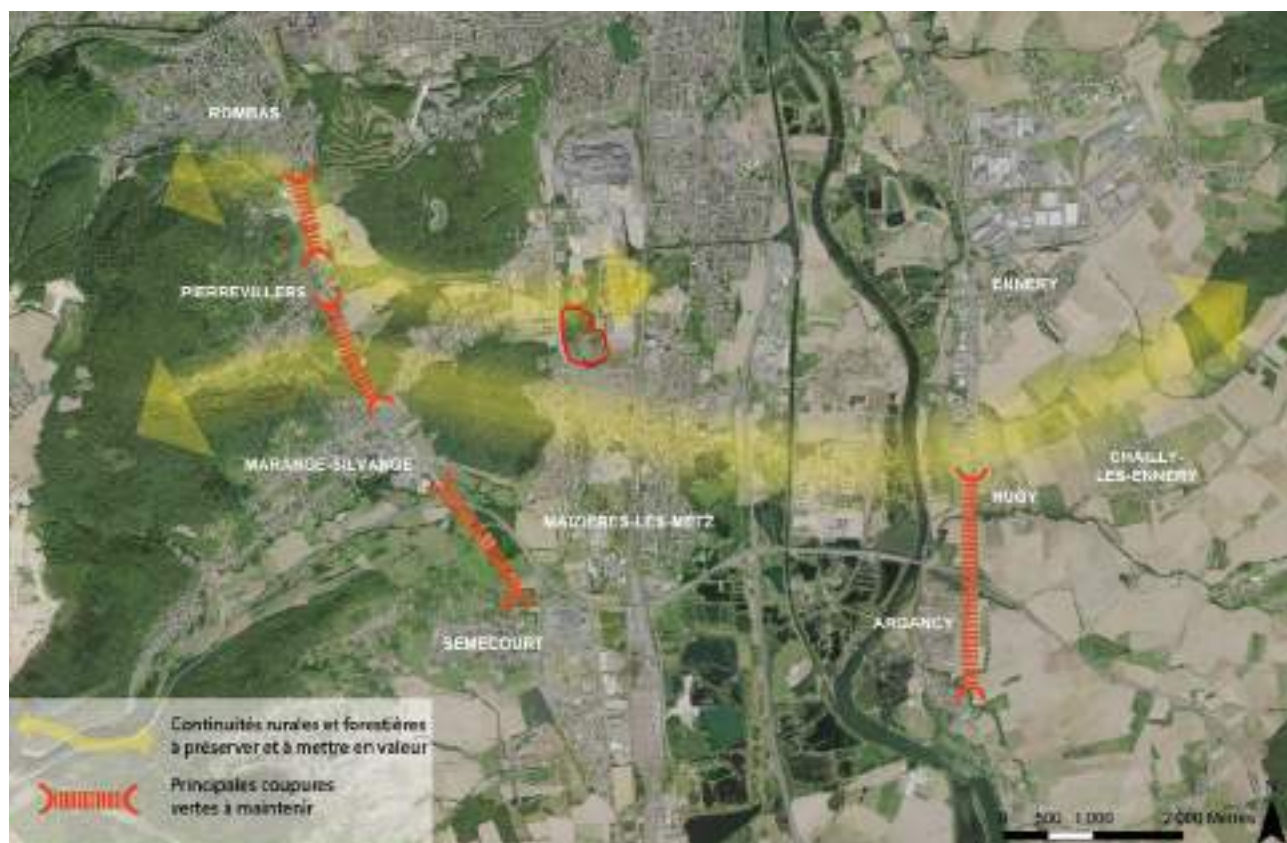 ROMBAS
PIERREVILLERS
ENNERY
MARANGE-SILVANGE
CHAILLY-
LES-ENNERY
RUGY
MAIZIERES-LES-METZ
ARGANCY
SEMECOURT
Continuités rurales et forestières
à préserver et à mettre en valeur
Principales coupures
vertes à maintenir
0 500 1 000 2 000 Mètres